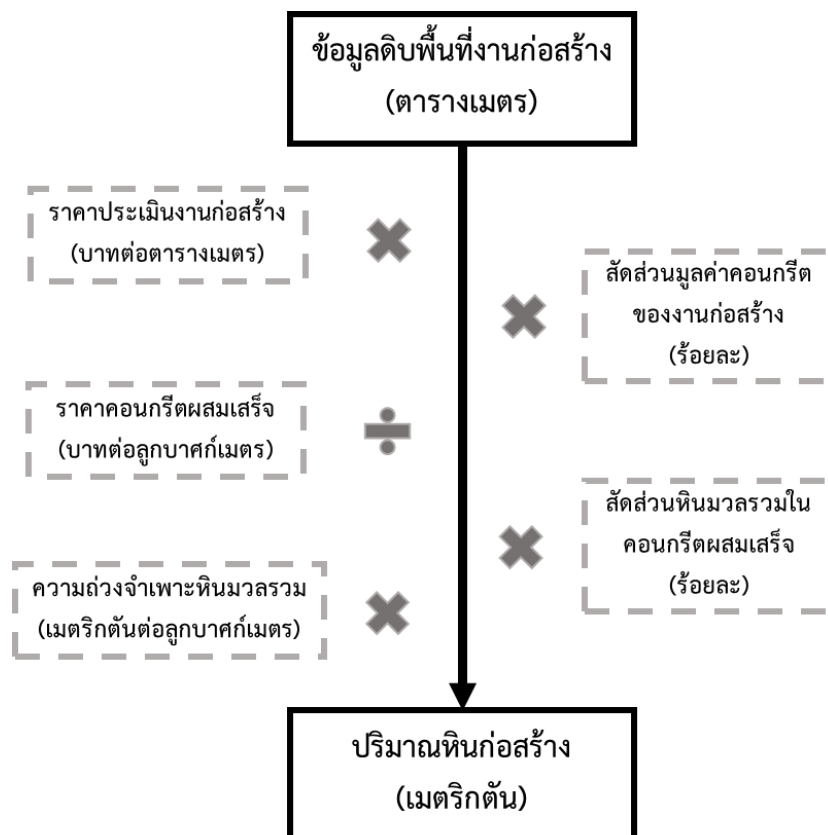 ข้อมูลดิบพื้นที่งานก่อสร้าง
(ตารางเมตร)
ราคาประเมินงานก่อสร้าง
(บาทต่อตารางเมตร)
สัดส่วนมูลค่าคอนกรีต
ของงานก่อสร้าง
(ร้อยละ)
ราคาคอนกรีตผสมเสร็จ
(บาทต่อลูกบาศก์เมตร)
สัดส่วนหินมวลรวมใน
คอนกรีตผสมเสร็จ
(ร้อยละ)
ความถ่วงจำเพาะหินมวลรวม
(เมตริกตันต่อลูกบาศก์เมตร)
ปริมาณหินก่อสร้าง
(เมตริกตัน)